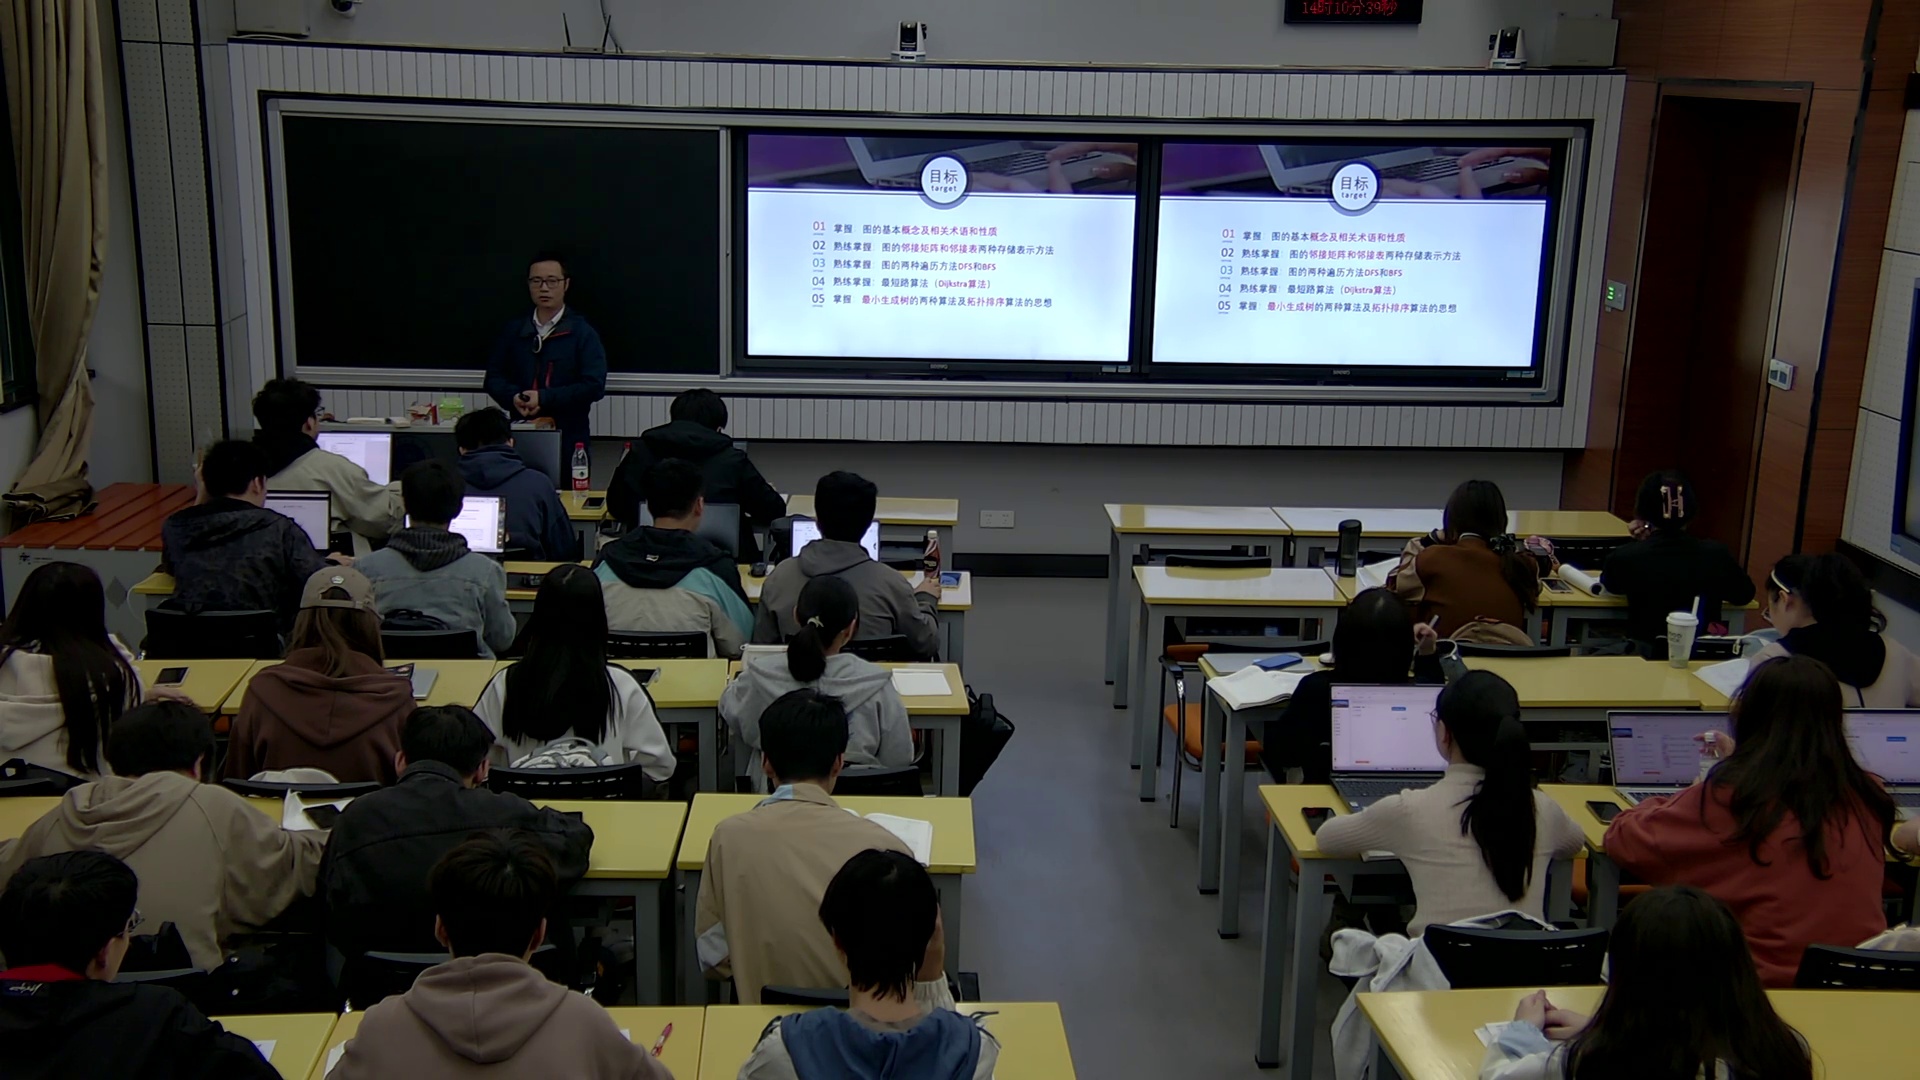 14时10分39秒
目标
target
01 掌握 图的基本概念及相关术语和性质
02 熟练掌握 图的邻接矩阵和邻接表两种存储表示方法
03 熟练掌握 图的两种遍历方法DFS和BFS
04 熟练掌握 最短路算法（Dijkstra算法）
05 掌握 最小生成树的两种算法及拓扑排序算法的思想
目标
target
01 掌握 图的基本概念及相关术语和性质
02 熟练掌握 图的邻接矩阵和邻接表两种存储表示方法
03 熟练掌握 图的两种遍历方法DFS和BFS
04 熟练掌握 最短路算法（Dijkstra算法）
05 掌握 最小生成树的两种算法及拓扑排序算法的思想